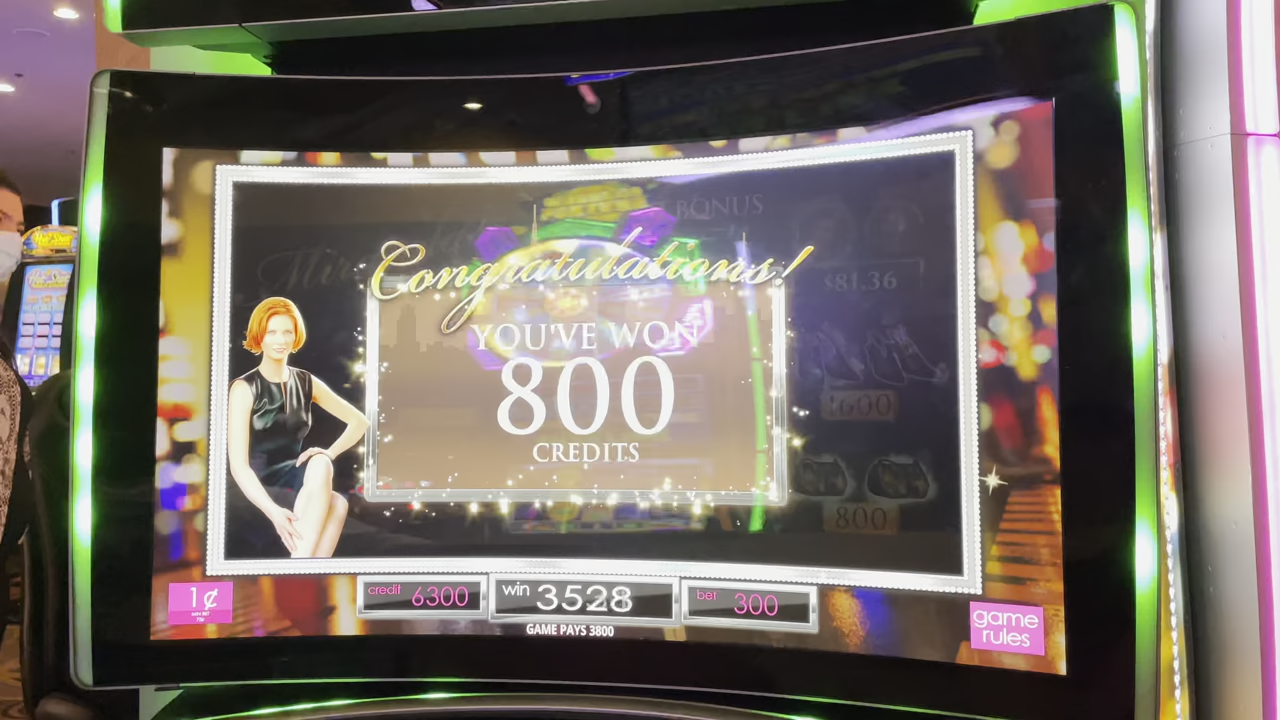 BONUS
Congratulations!
$81.36
YOU'VE WON
800
CREDITS
1600
800
1¢
credit 6300
win 3528
bet 300
game
rules
GAME PAYS 3800